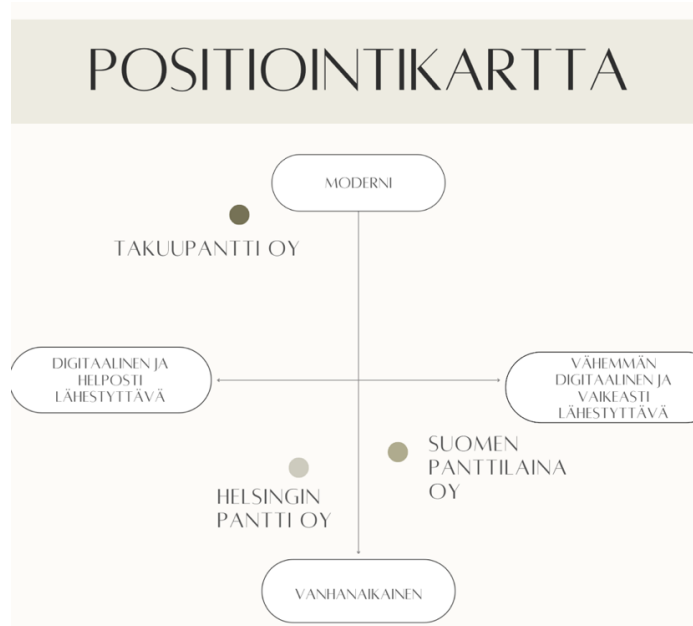 POSITIOINTIKARTTA
MODERNI
TAKUUPANTTI OY
DIGITAALINEN JA
HELPOSTI
LÄHESTYTTÄVÄ
VÄHEMMÄN
DIGITAALINEN JA
VAIKEASTI
LÄHESTYTTÄVÄ
SUOMEN
PANTTILAINA
OY
HELSINGIN
PANTTI OY
VANHANAIKAINEN